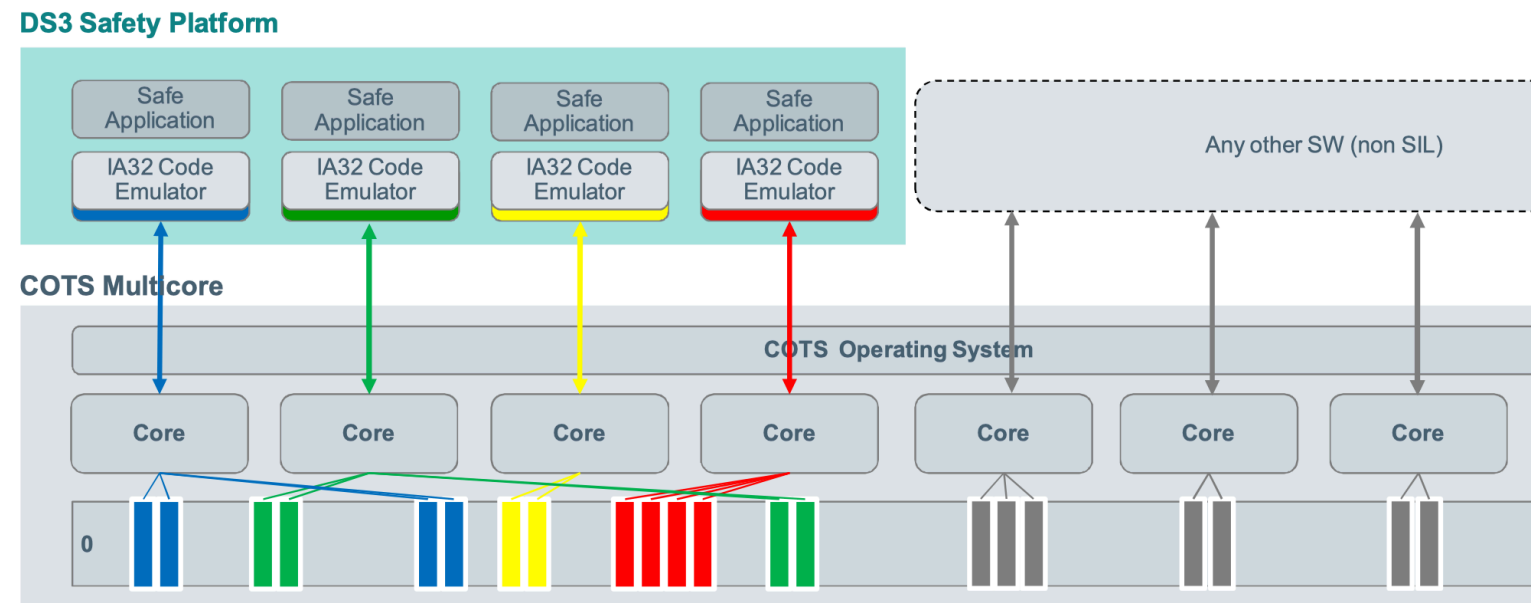 DS3 Safety Platform
Safe
Application
Safe
Application
Safe
Application
Safe
Application
IA32 Code
Emulator
IA32 Code
Emulator
IA32 Code
Emulator
IA32 Code
Emulator
Any other SW (non SIL)
COTS Multicore
COTS Operating System
Core
Core
Core
Core
Core
Core
Core
0